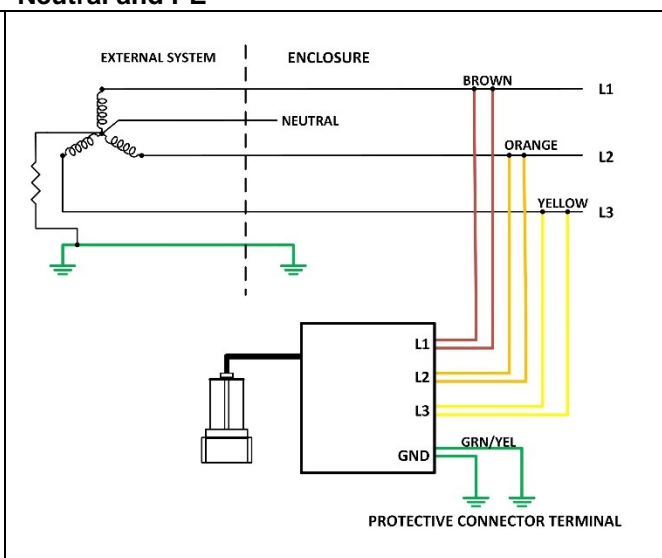 Neutral and PE
EXTERNAL SYSTEM
ENCLOSURE
BROWN
L1
NEUTRAL
ORANGE
L2
YELLOW
L3
L1
L2
L3
GRN/YEL
GND
PROTECTIVE CONNECTOR TERMINAL